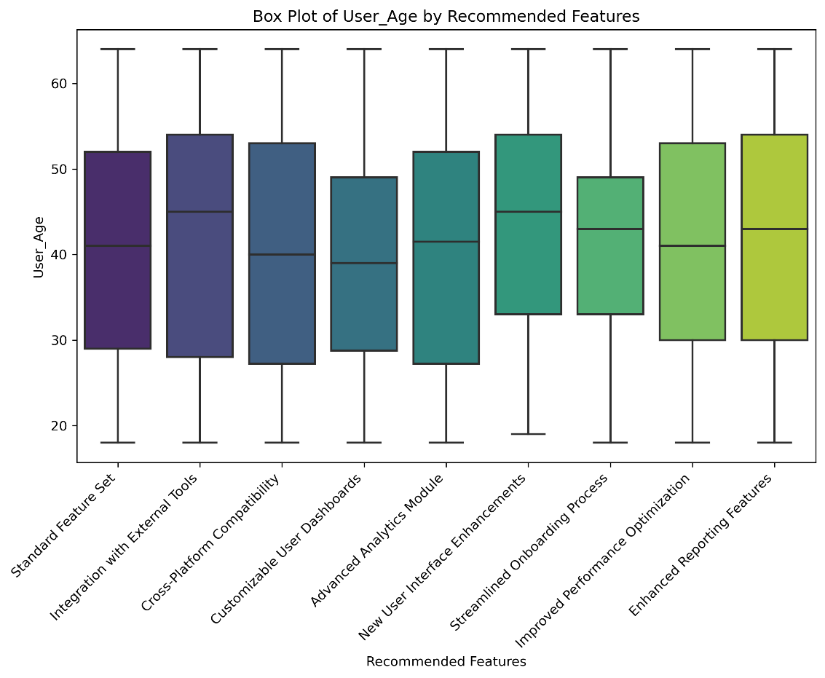 Box Plot of User_Age by Recommended Features
60
50
40
30
20
User_Age
Standard Feature Set
Integration with External Tools
Cross-Platform Compatibility
Customizable User Dashboards
Advanced Analytics Module
New User Interface Enhancements
Streamlined Onboarding Process
Improved Performance Optimization
Enhanced Reporting Features
Recommended Features